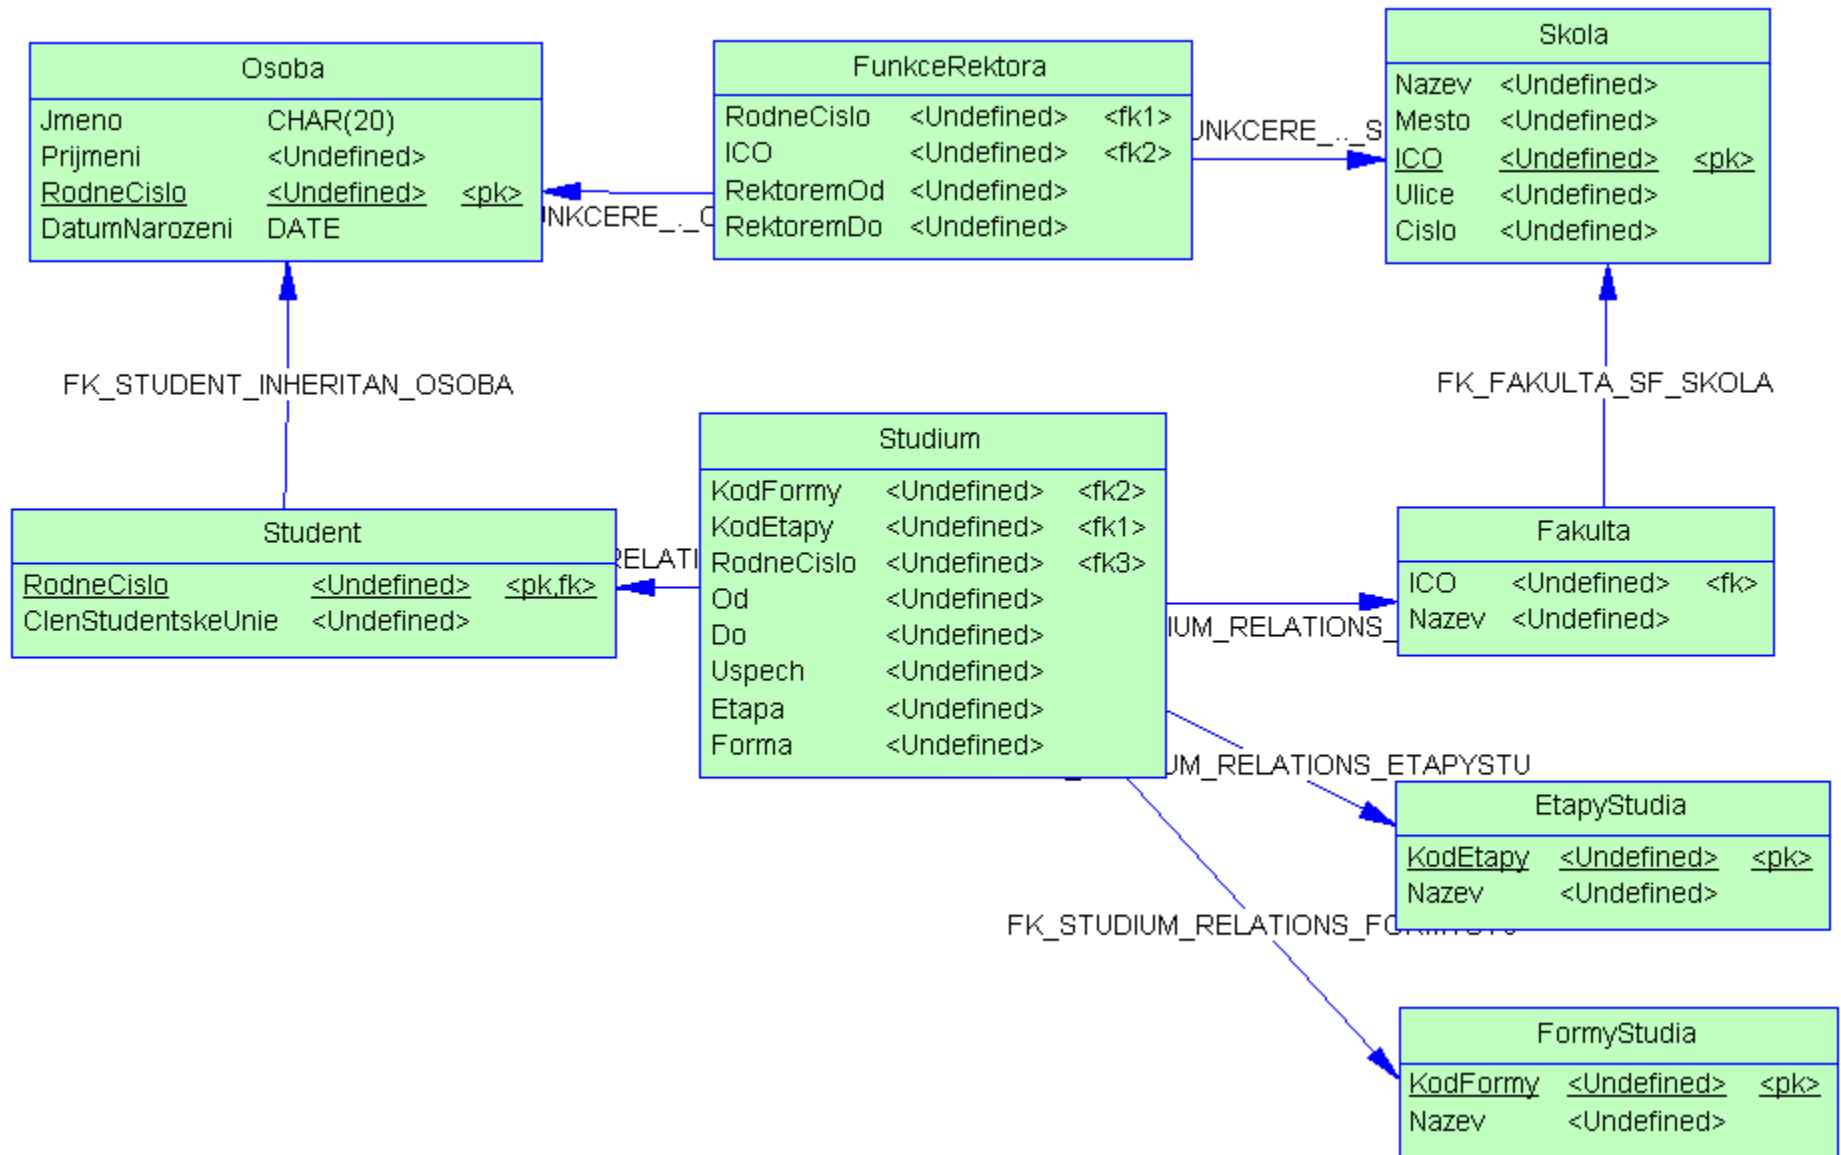 Osoba
Jmeno CHAR(20)
Prijmeni <Undefined>
RodneCislo <Undefined> <pk>
DatumNarozeni DATE
FunkceRektora
RodneCislo <Undefined> <fk1>
ICO <Undefined> <fk2>
RektoremOd <Undefined>
RektoremDo <Undefined>
Skola
Nazev <Undefined>
Mesto <Undefined>
ICO <Undefined> <pk>
Ulice <Undefined>
Cislo <Undefined>
JNKCERE_.._S
INKCERE_._O
FK_STUDENT_INHERITAN_OSOBA
FK_FAKULTA_SF_SKOLA
Student
RodneCislo <Undefined> <pk,fk>
ClenStudentskeUnie <Undefined>
RELATI
Studium
KodFormy <Undefined> <fk2>
KodEtapy <Undefined> <fk1>
RodneCislo <Undefined> <fk3>
Od <Undefined>
Do <Undefined>
Uspech <Undefined>
Etapa <Undefined>
Forma <Undefined>
Fakulta
ICO <Undefined> <fk>
Nazev <Undefined>
IUM_RELATIONS_
UM_RELATIONS_ETAPYSTU
EtapyStudia
KodEtapy <Undefined> <pk>
Nazev <Undefined>
FK_STUDIUM_RELATIONS_FORMYSTU
FormyStudia
KodFormy <Undefined> <pk>
Nazev <Undefined>